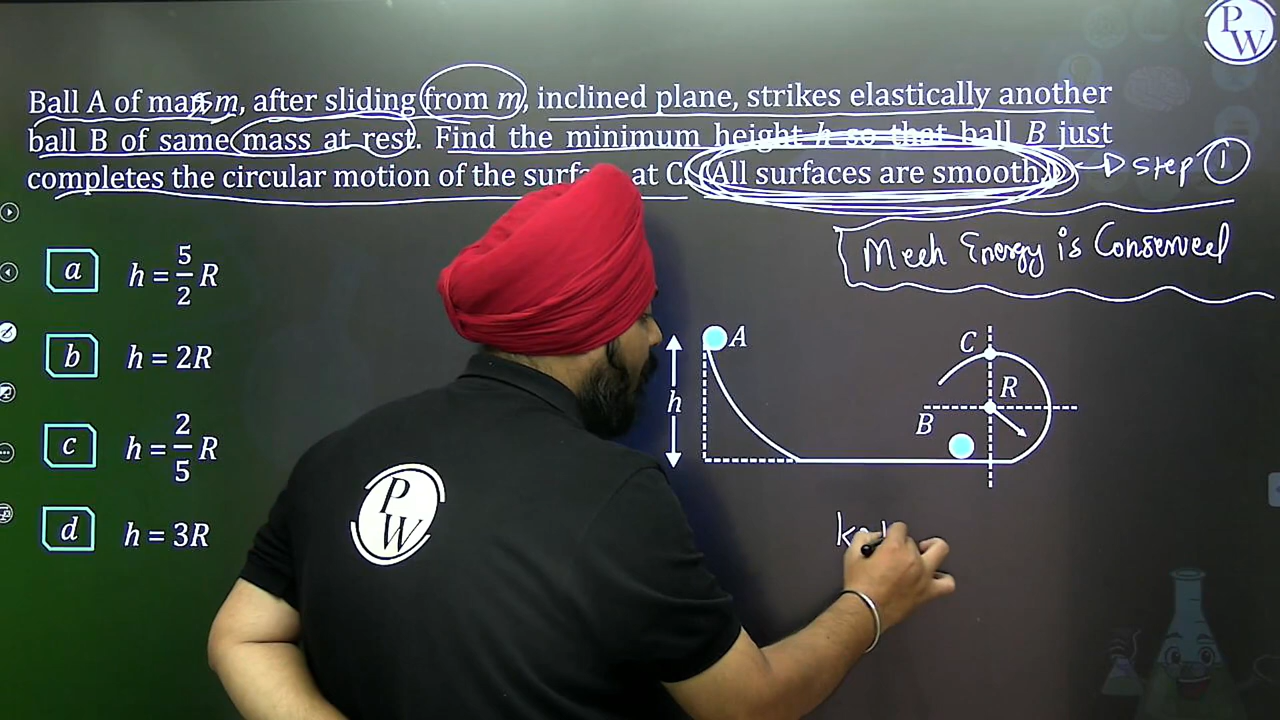 PW
Ball A of mass m, after sliding from m, inclined plane, strikes elastically another
ball B of same mass at rest. Find the minimum height h so that ball B just
completes the circular motion of the at C. (All surfaces are smooth.)
Step 1
Mech Energy is Conserved
a h = 5/2 R
b h = 2R
c h = 2/5 R
d h = 3R
A
h
C
R
B
PW